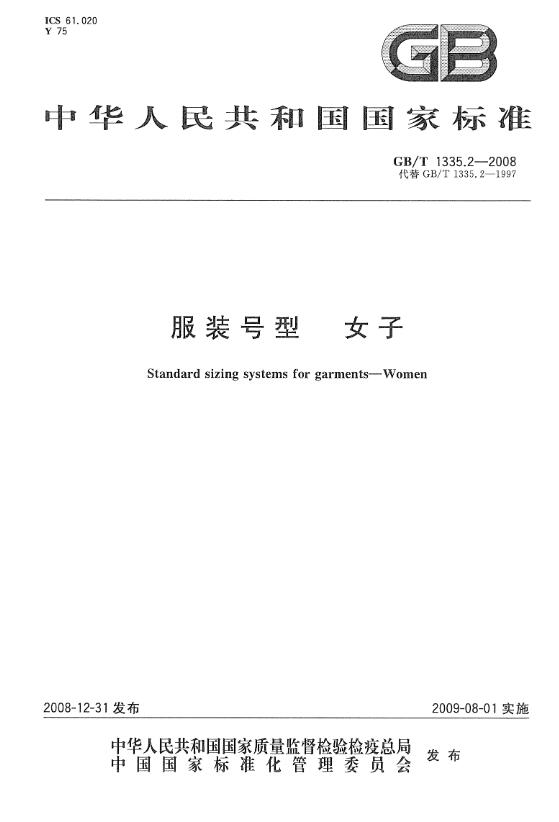 ICS 61.020
Y 75
GB
中华人民共和国国家标准
GB/T 1335.2—2008
代替 GB/T 1335.2—1997
服装号型 女子
Standard sizing systems for garments—Women
2008-12-31 发布
2009-08-01 实施
中华人民共和国国家质量监督检验检疫总局
中国国家标准化管理委员会
发布